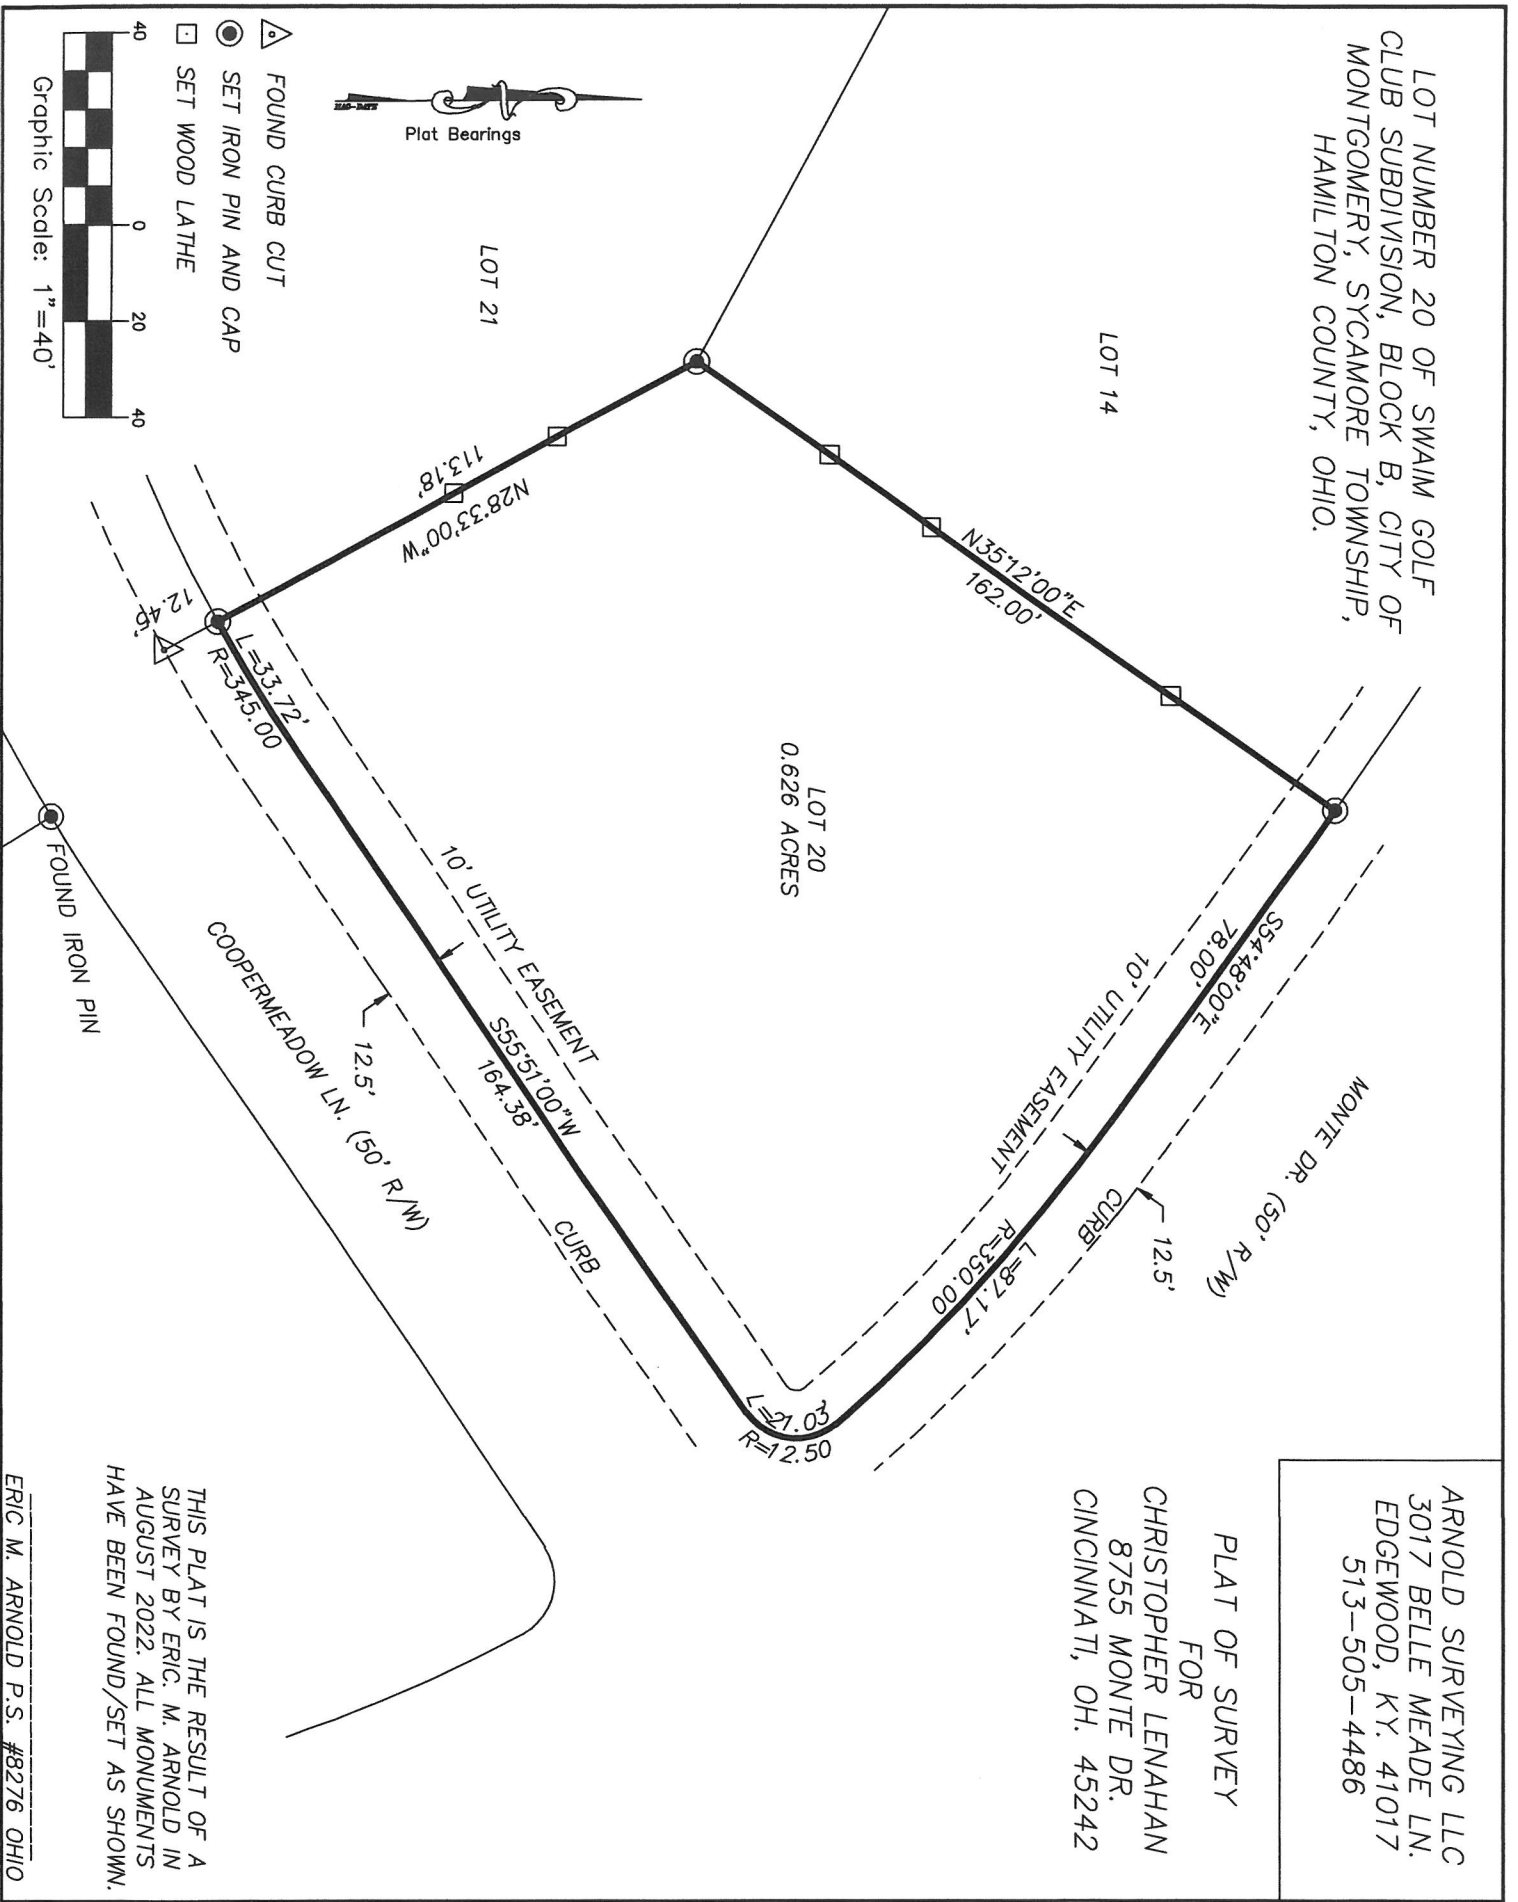 LOT NUMBER 20 OF SWAIM GOLF
CLUB SUBDIVISION, BLOCK B, CITY OF
MONTGOMERY, SYCAMORE TOWNSHIP,
HAMILTON COUNTY, OHIO.
ARNOLD SURVEYING LLC
3017 BELLE MEADE LN.
EDGEWOOD, KY. 41017
513-505-4486
PLAT OF SURVEY
FOR
CHRISTOPHER LENAHAN
8755 MONTE DR.
CINCINNATI, OH. 45242
LOT 14
N35°12'00"E
162.00'
MONTE DR. (50' R/W)
S54°48'00"E
78.00'
10' UTILITY EASEMENT
CURB
12.5'
L=87.17'
R=350.00
LOT 20
0.626 ACRES
L=21.03'
R=12.50
LOT 21
N28°33'00"W
113.18'
10' UTILITY EASEMENT
S55°51'00"W
164.38'
CURB
L=33.72'
R=345.00
12.45'
12.5'
COOPERMEADOW LN. (50' R/W)
FOUND IRON PIN
Plat Bearings
FOUND CURB CUT
SET IRON PIN AND CAP
SET WOOD LATHE
40 0 20 40
Graphic Scale: 1"=40'
THIS PLAT IS THE RESULT OF A
SURVEY BY ERIC. M. ARNOLD IN
AUGUST 2022. ALL MONUMENTS
HAVE BEEN FOUND/SET AS SHOWN.
ERIC M. ARNOLD P.S. #8276 OHIO